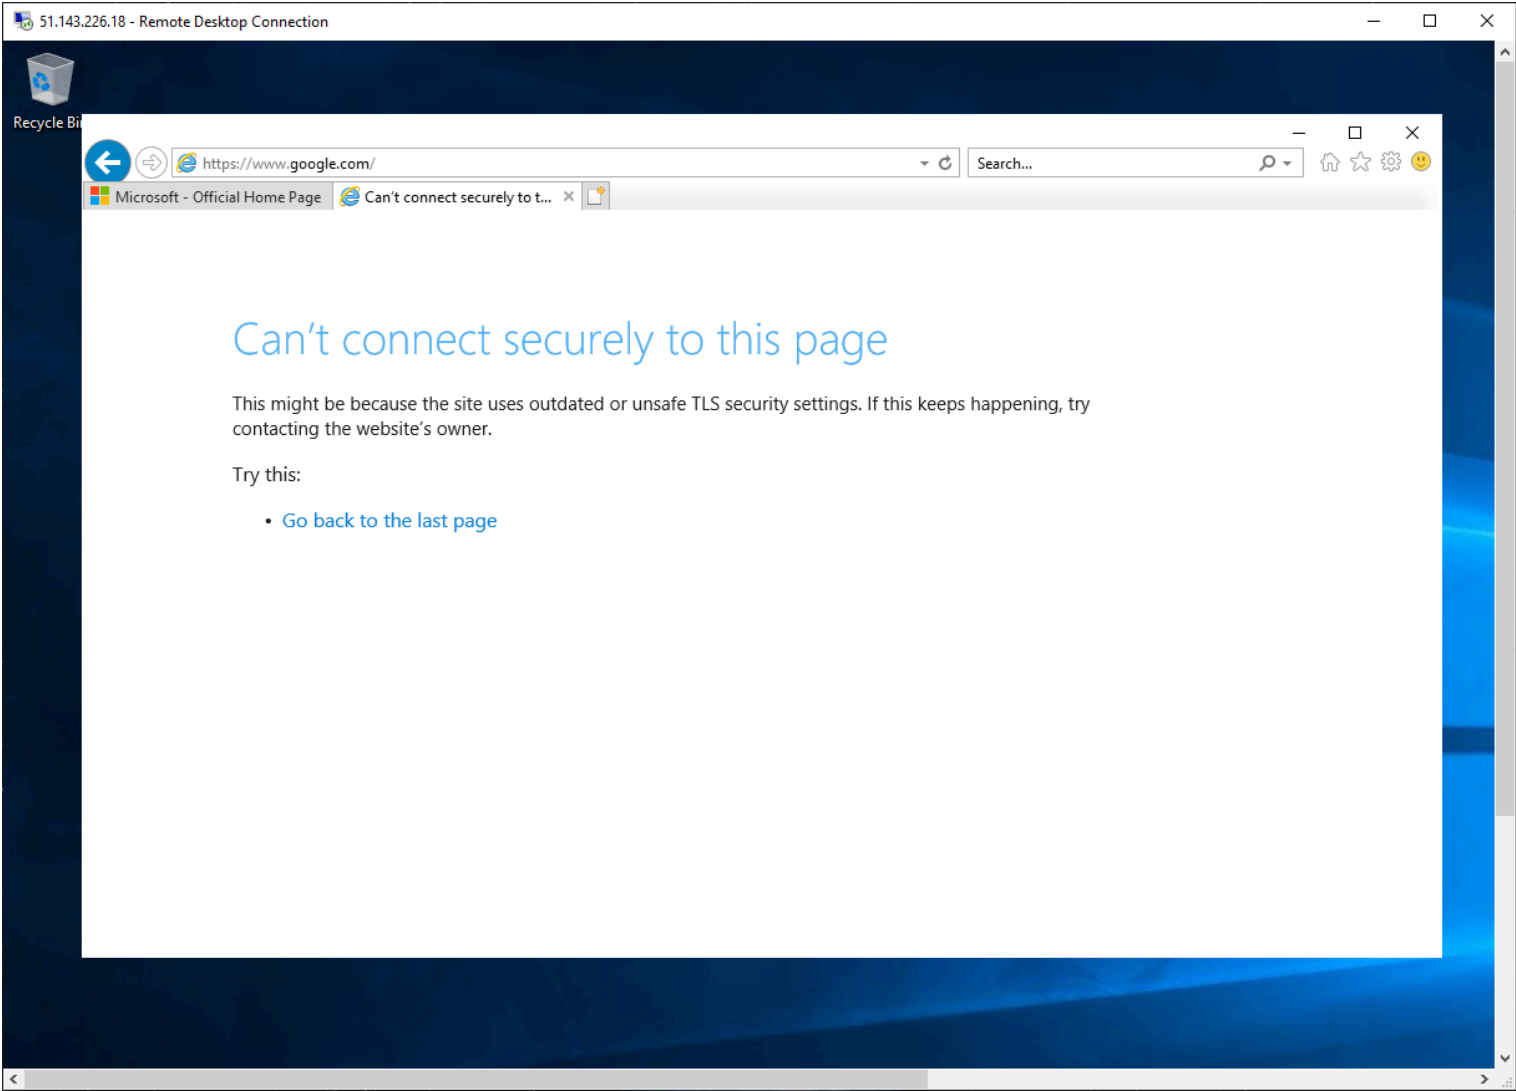 51.143.226.18 - Remote Desktop Connection
Recycle Bi
https://www.google.com/
Search...
Microsoft - Official Home Page
Can't connect securely to t...
Can't connect securely to this page
This might be because the site uses outdated or unsafe TLS security settings. If this keeps happening, try
contacting the website's owner.
Try this:
• Go back to the last page